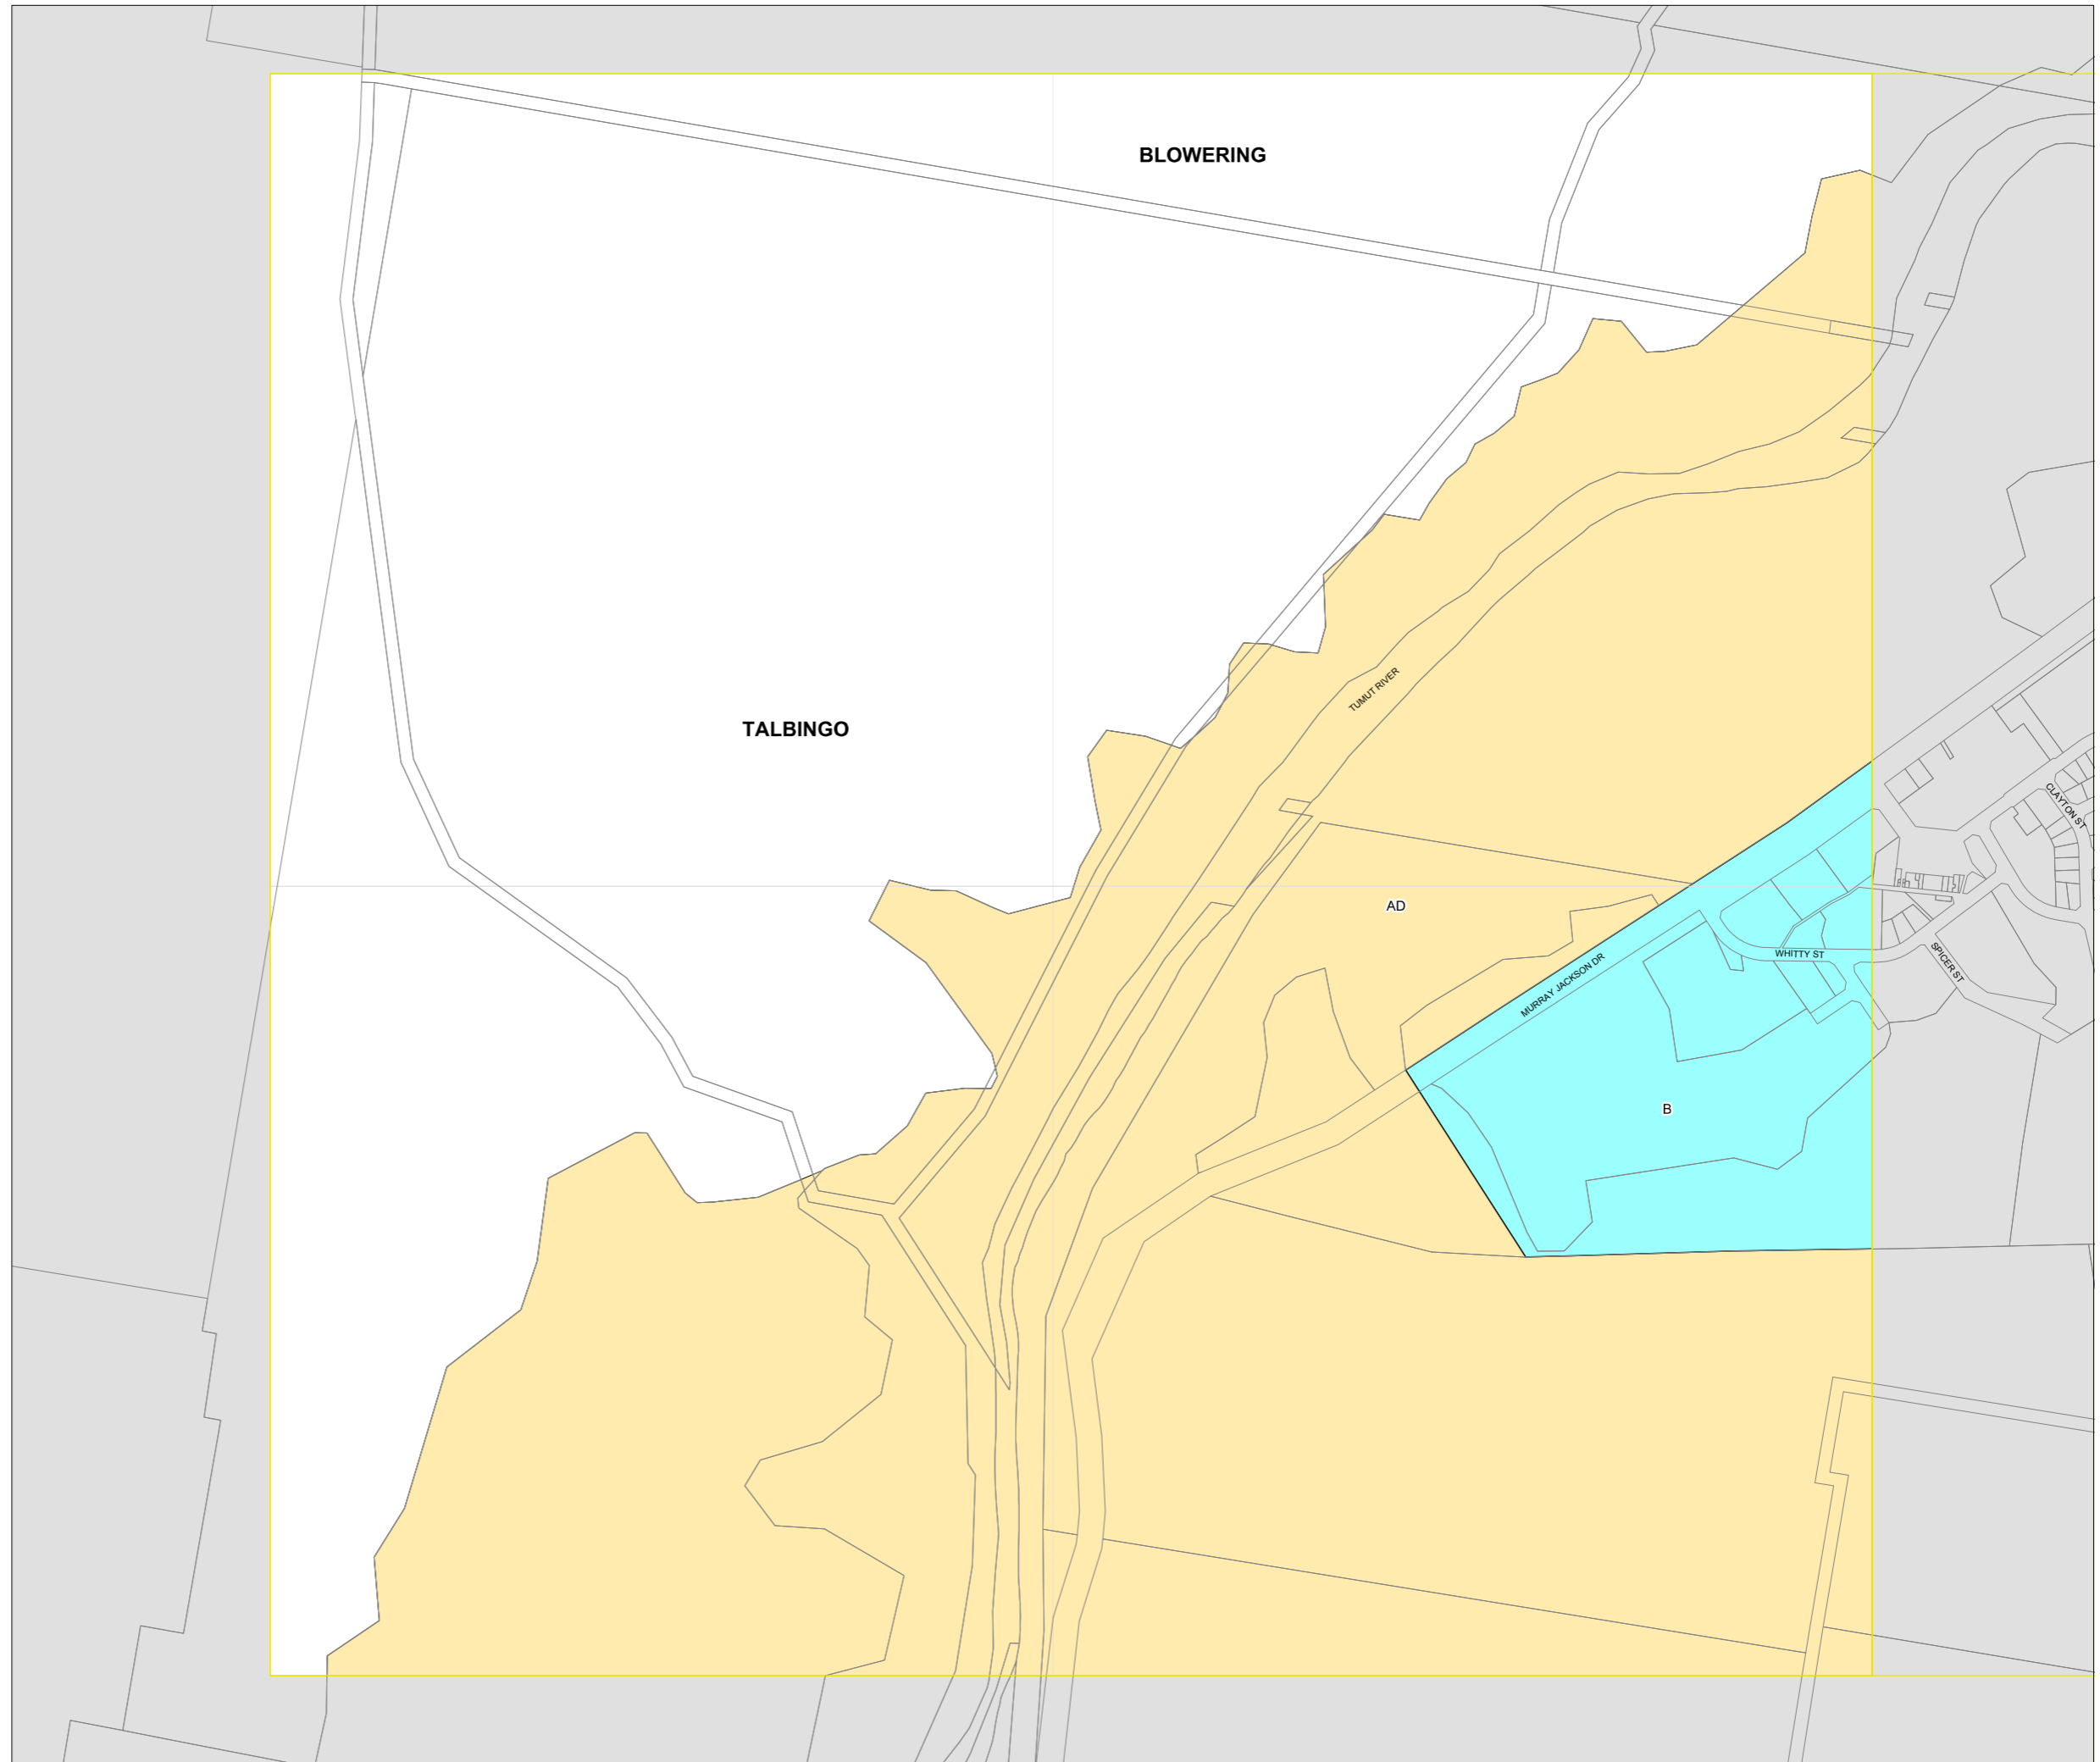 BLOWERING
TUMUT RIVER
TALBINGO
CLAYTON ST
AD
WHITTY ST
SPICER ST
MURRAY JACKSON DR
B